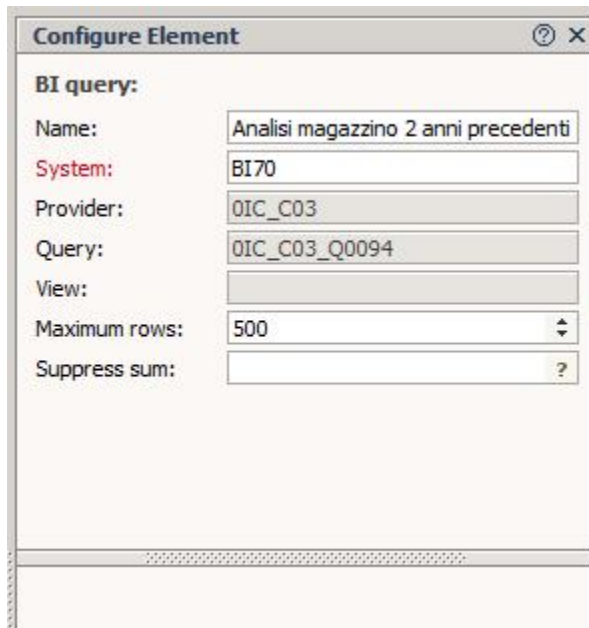 Configure Element
BI query:
Name: Analisi magazzino 2 anni precedenti
System: BI70
Provider: 0IC_C03
Query: 0IC_C03_Q0094
View:
Maximum rows: 500
Suppress sum: ?